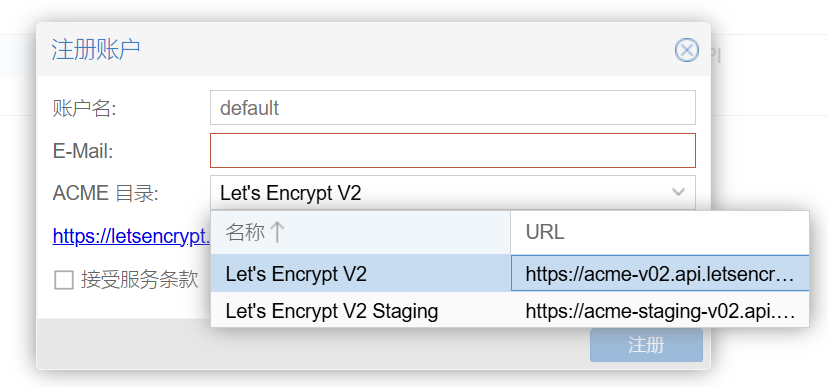 注册账户
PI
账户名:
default
E-Mail:
ACME 目录:
Let's Encrypt V2
https://letsencrypt.
名称 URL
Let's Encrypt V2 https://acme-v02.api.letsencr…
Let's Encrypt V2 Staging https://acme-staging-v02.api.…
接受服务条款
注册